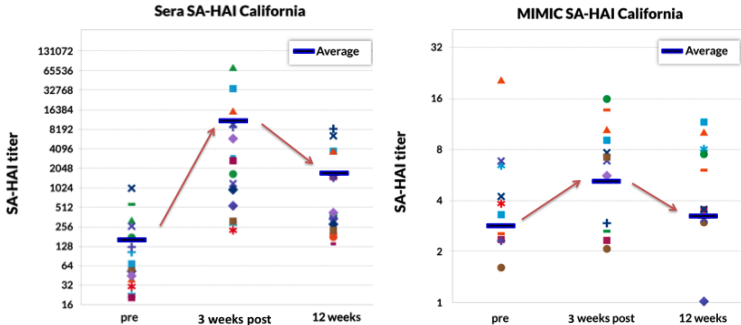 Sera SA-HAI California
Average
SA-HAI titer
131072
65536
32768
16384
8192
4096
2048
1024
512
256
128
64
32
16
pre
3 weeks post
12 weeks
MIMIC SA-HAI California
Average
SA-HAI titer
32
16
8
4
2
1
pre
3 weeks post
12 weeks